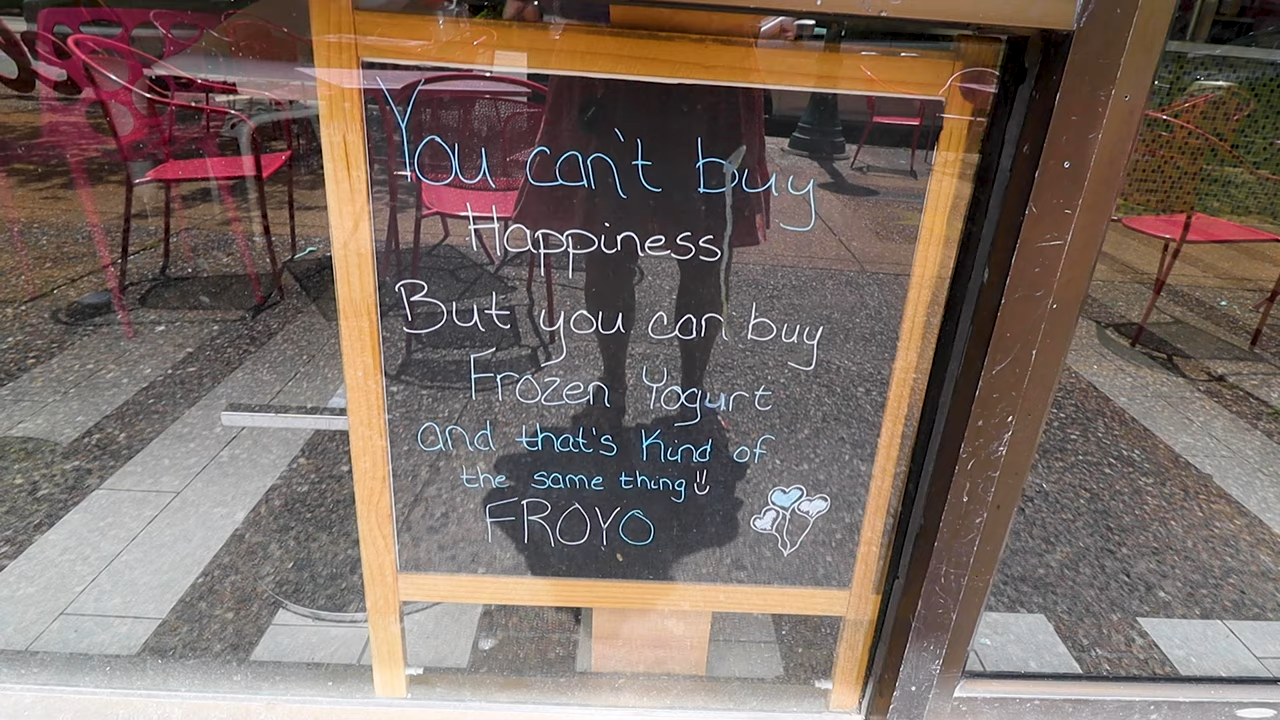 You can't buy
Happiness
But you can buy
Frozen Yogurt
and that's kind of
the same thing
FROYO